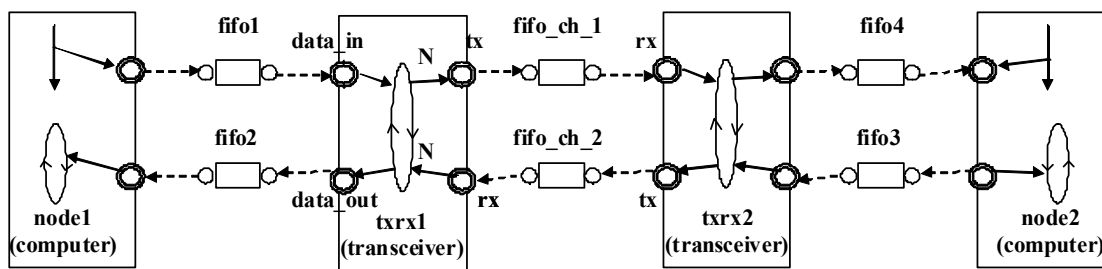 fifo1
fifo_ch_1
fifo4
data_in
N
tx
rx
fifo2
fifo_ch_2
fifo3
N
data_out
rx
tx
node1
(computer)
txrx1
(transceiver)
txrx2
(transceiver)
node2
(computer)